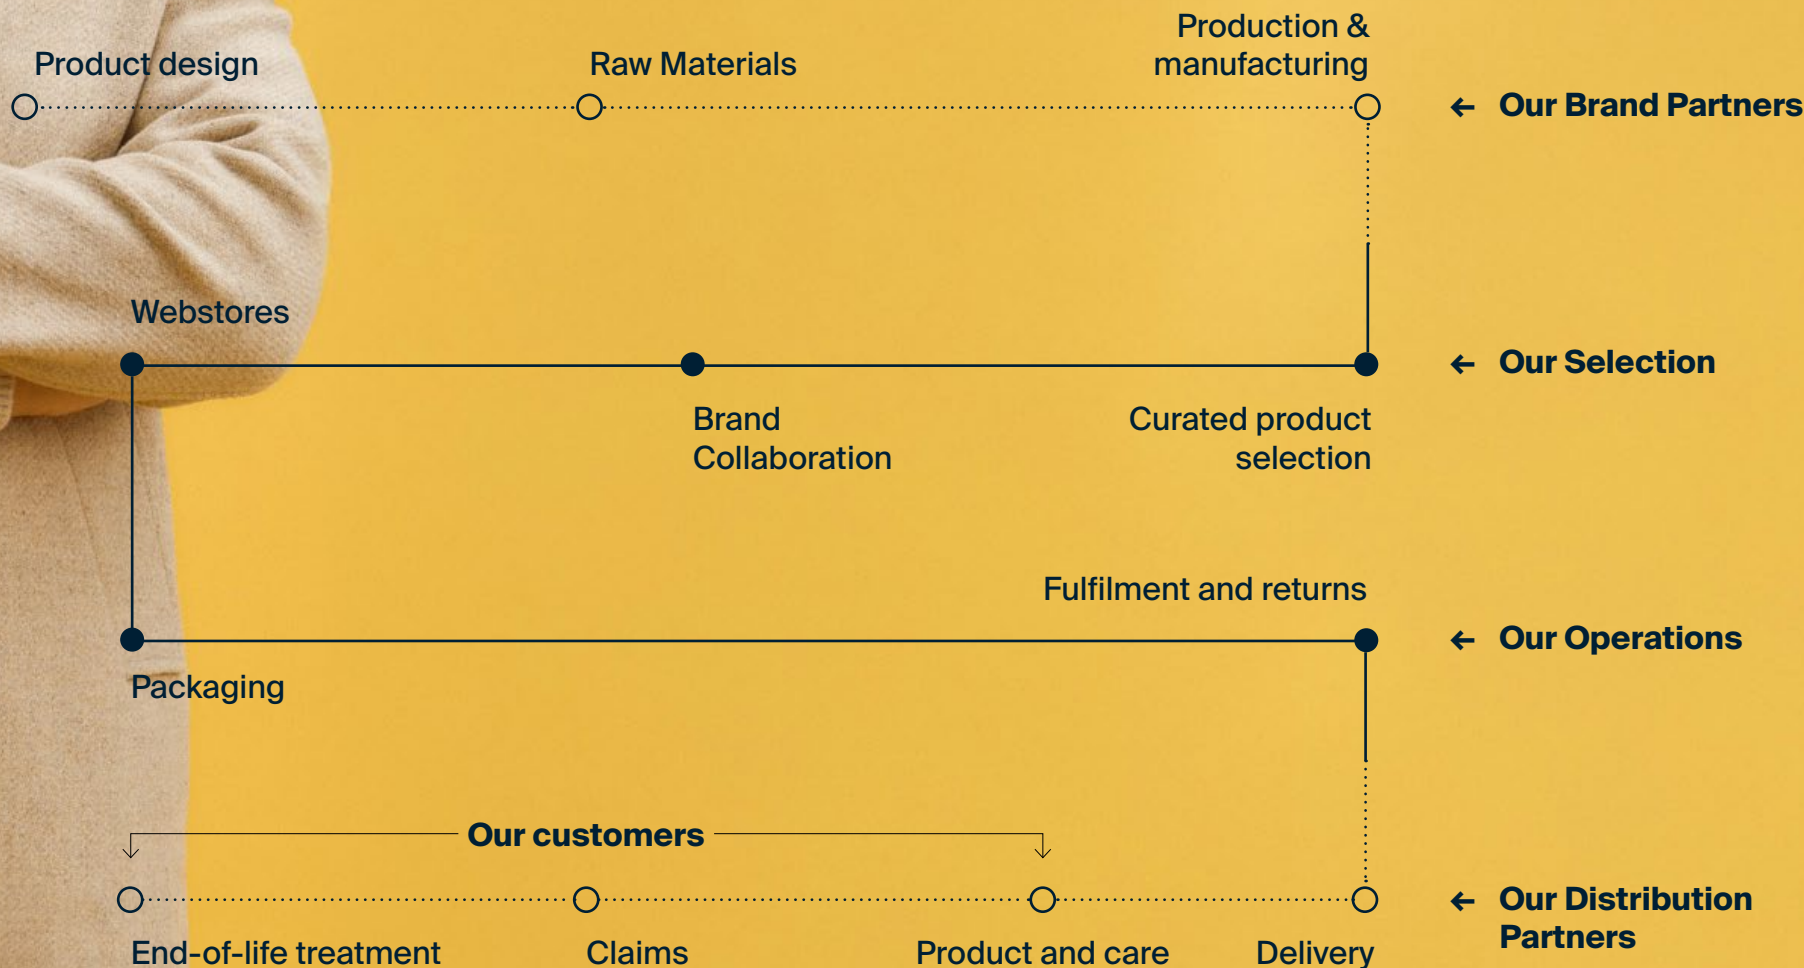 Production &
manufacturing
Product design
Raw Materials
← Our Brand Partners
Webstores
← Our Selection
Brand
Collaboration
Curated product
selection
Fulfilment and returns
← Our Operations
Packaging
Our customers
← Our Distribution
Partners
End-of-life treatment
Claims
Product and care
Delivery